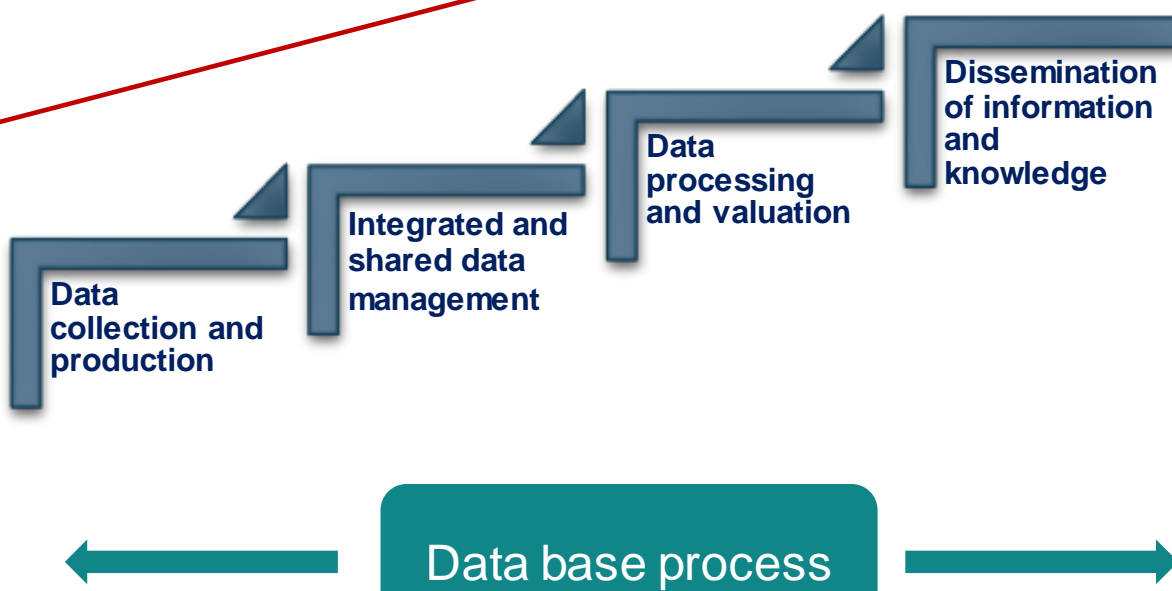 Data
collection and
production
Integrated and
shared data
management
Data
processing
and valuation
Dissemination
of information
and
knowledge
Data base process